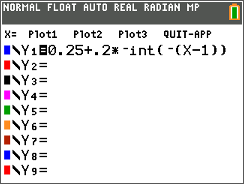 NORMAL FLOAT AUTO REAL RADIAN MP
X= Plot1 Plot2 Plot3 QUIT-APP
\Y₁=0.25+.2*⁻int(⁻(X-1))
\Y₂=
\Y₃=
\Y₄=
\Y₅=
\Y₆=
\Y₇=
\Y₈=
\Y₉=